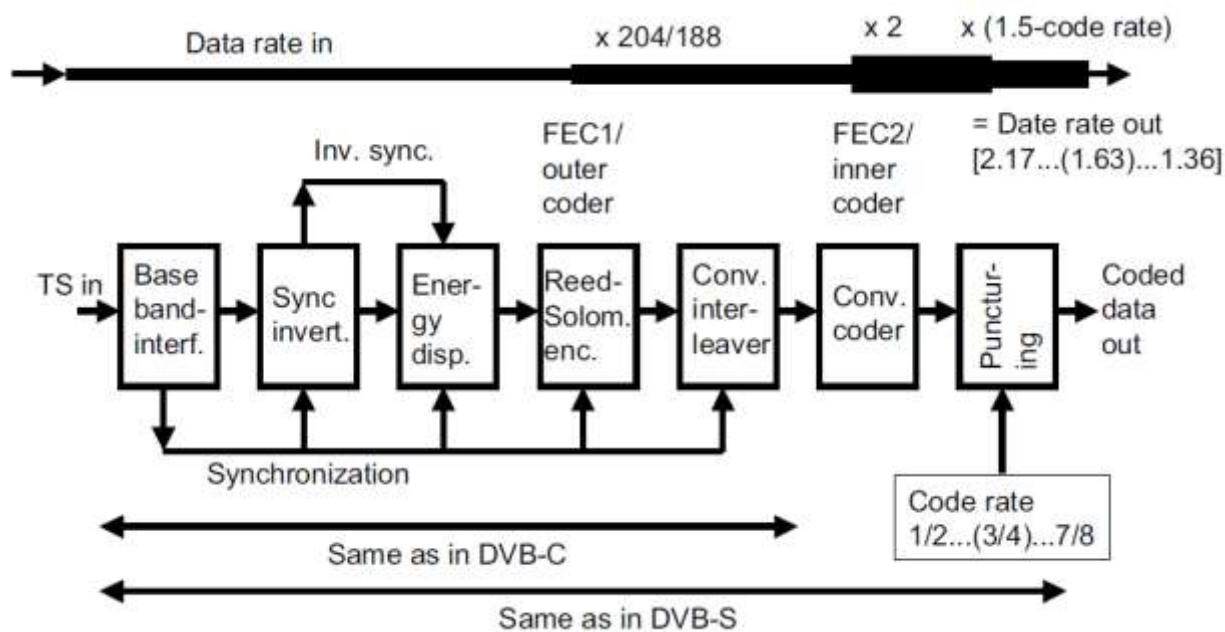 Data rate in
x 204/188
x 2
x (1.5-code rate)
Inv. sync.
FEC1/
outer
coder
FEC2/
inner
coder
= Date rate out
[2.17...(1.63)...1.36]
TS in
Base
band-
interf.
Sync
invert.
Ener-
gy
disp.
Reed-
Solom.
enc.
Conv.
inter-
leaver
Conv.
coder
Punctur-
ing
Coded
data
out
Synchronization
Code rate
1/2...(3/4)...7/8
Same as in DVB-C
Same as in DVB-S